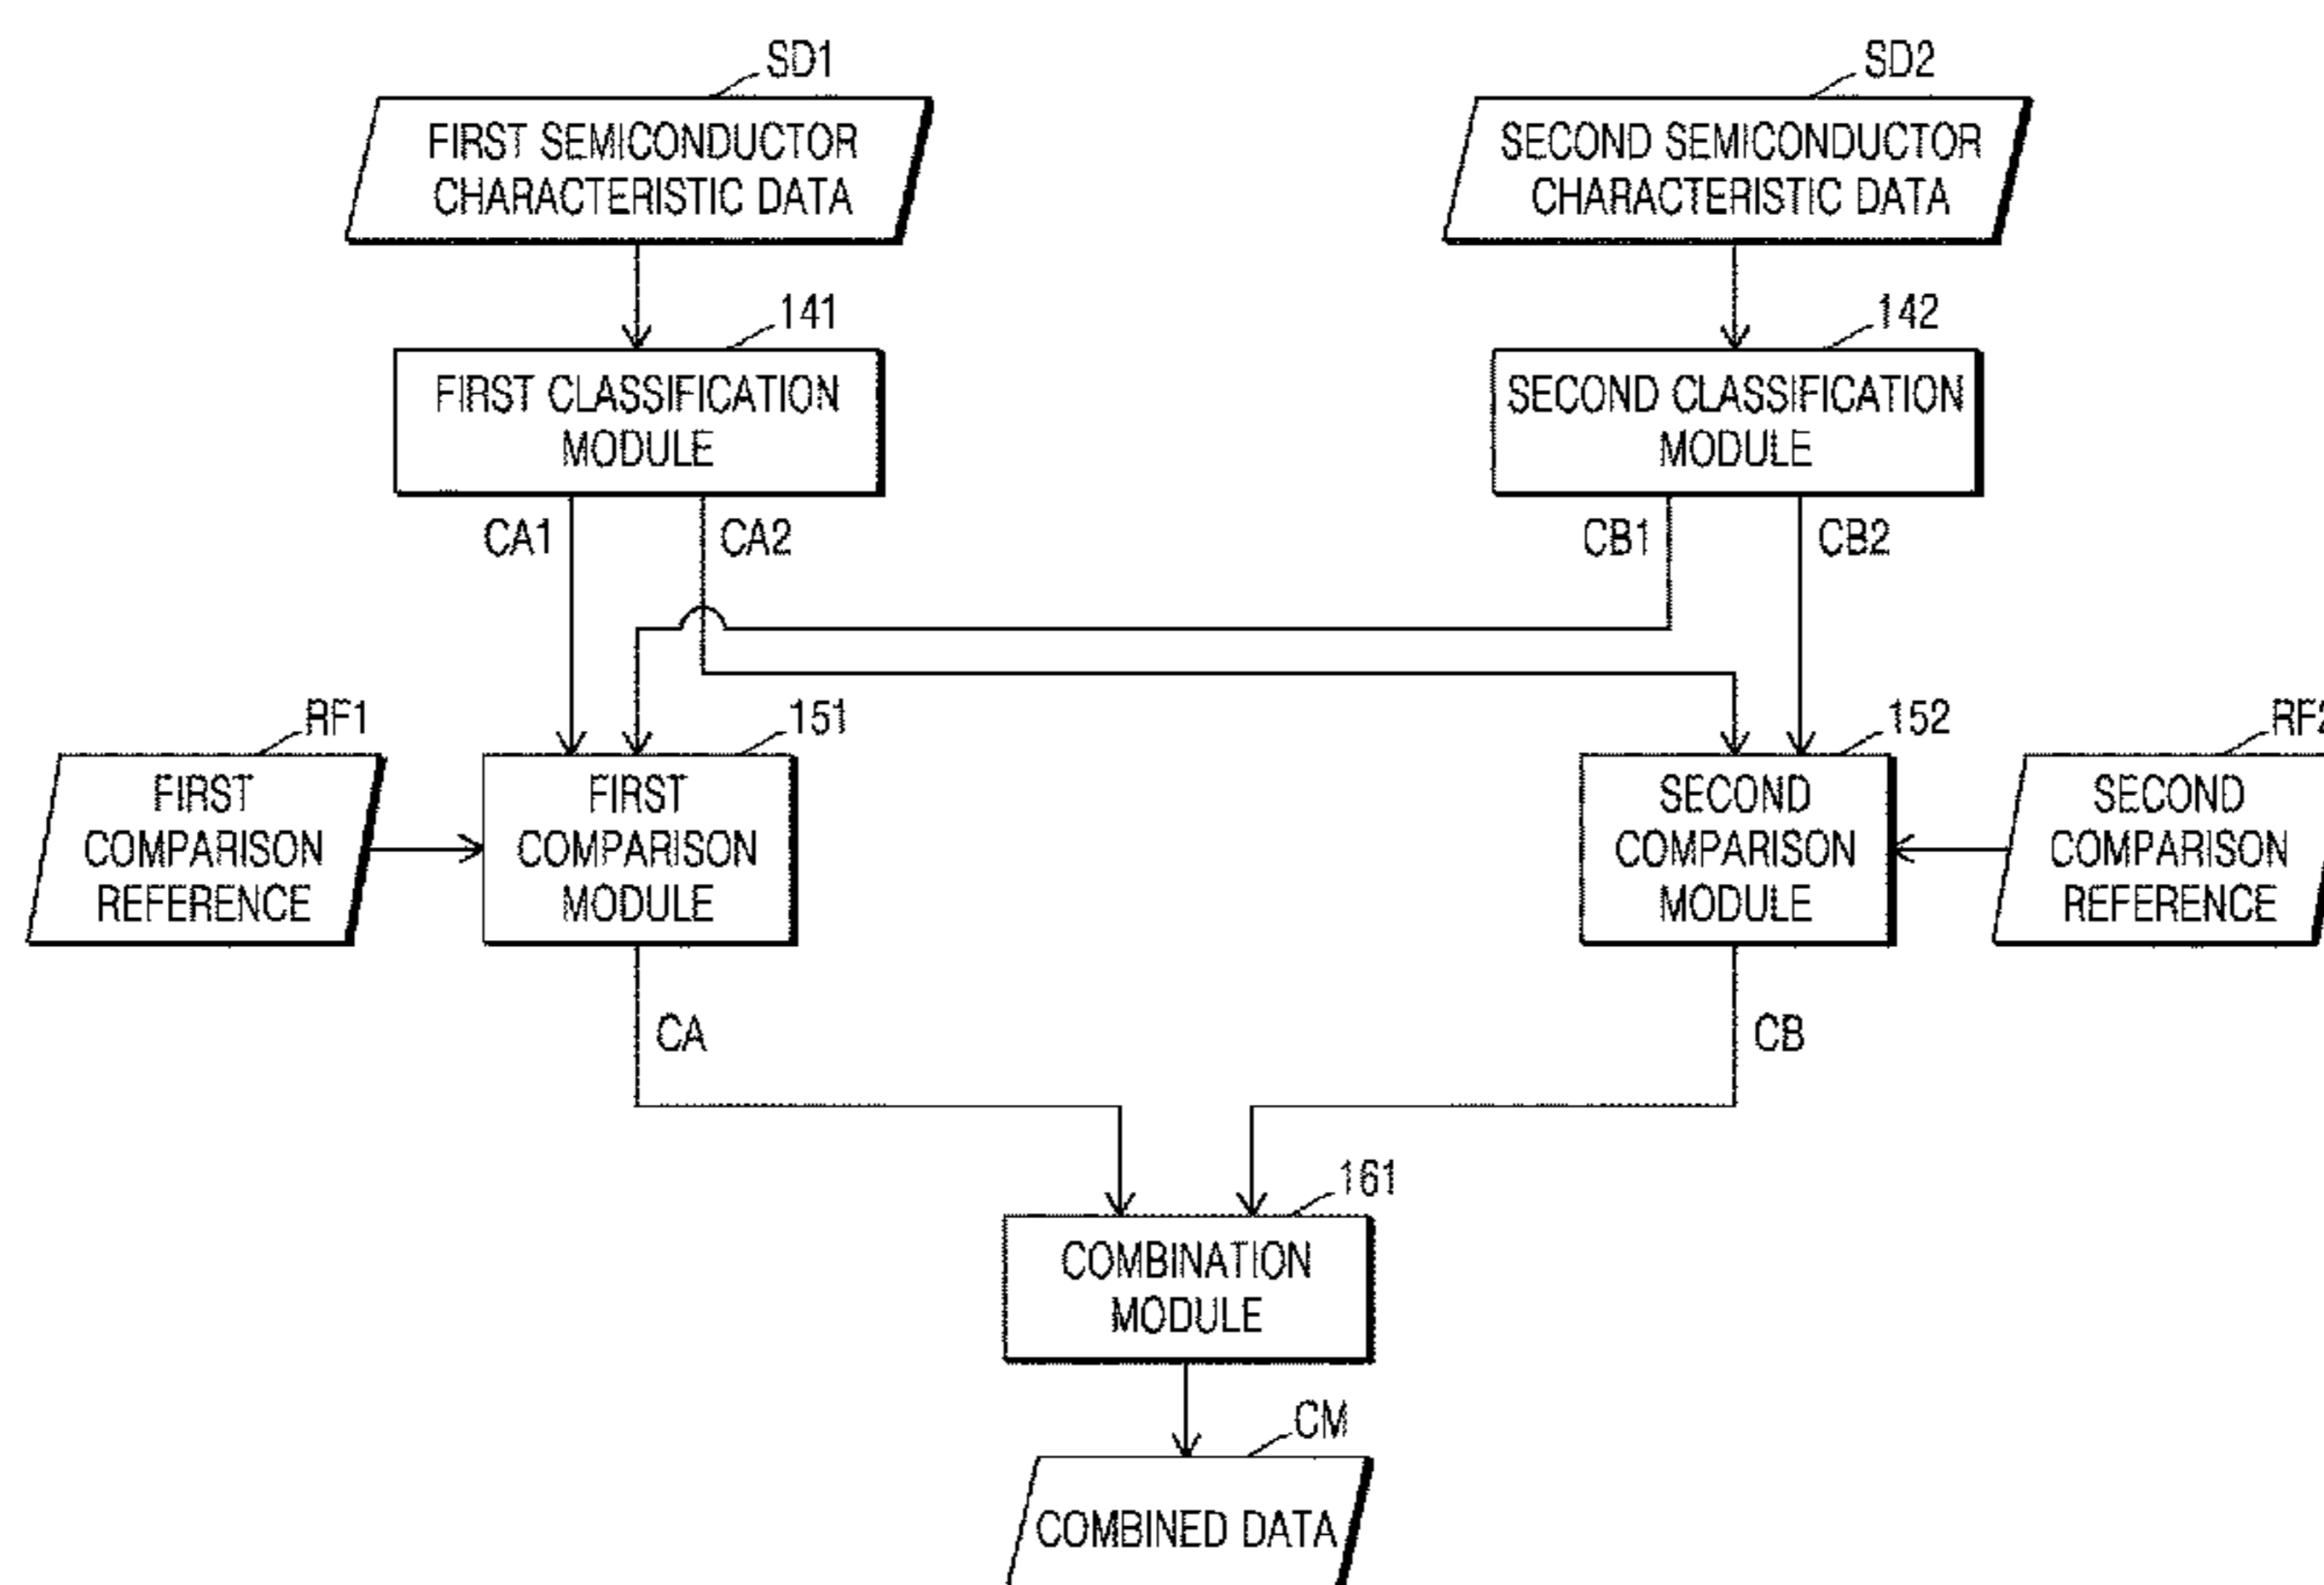 SD1
FIRST SEMICONDUCTOR
CHARACTERISTIC DATA
SD2
SECOND SEMICONDUCTOR
CHARACTERISTIC DATA
141
FIRST CLASSIFICATION
MODULE
142
SECOND CLASSIFICATION
MODULE
CA1
CA2
CB1
CB2
RF1
FIRST
COMPARISON
REFERENCE
151
FIRST
COMPARISON
MODULE
152
SECOND
COMPARISON
MODULE
RF2
SECOND
COMPARISON
REFERENCE
CA
CB
161
COMBINATION
MODULE
CM
COMBINED DATA